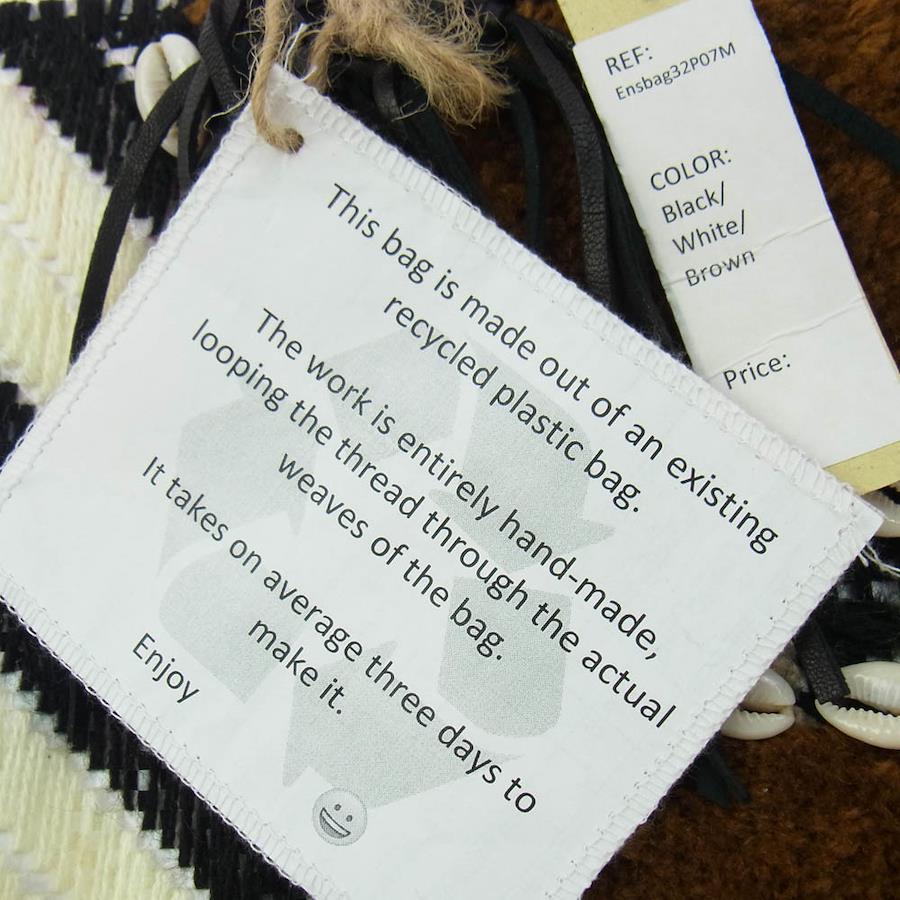 This bag is made out of an existing
recycled plastic bag.
The work is entirely hand-made,
looping the thread through the actual
weaves of the bag.
It takes on average three days to
make it.
Enjoy
REF:
Ensbag32P07M
COLOR:
Black/
White/
Brown
Price: